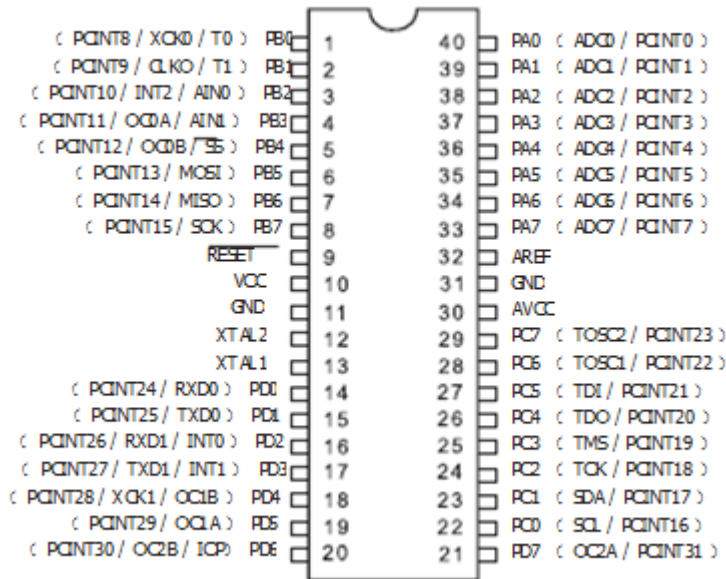 ( PCINT8 / XCK0 / T0 ) PB0 1 40 PA0 ( ADC0 / PCINT0 )
( PCINT9 / CLKO / T1 ) PB1 2 39 PA1 ( ADC1 / PCINT1 )
( PCINT10 / INT2 / AIN0 ) PB2 3 38 PA2 ( ADC2 / PCINT2 )
( PCINT11 / OC0A / AIN1 ) PB3 4 37 PA3 ( ADC3 / PCINT3 )
( PCINT12 / OC0B / SS ) PB4 5 36 PA4 ( ADC4 / PCINT4 )
( PCINT13 / MOSI ) PB5 6 35 PA5 ( ADC5 / PCINT5 )
( PCINT14 / MISO ) PB6 7 34 PA6 ( ADC6 / PCINT6 )
( PCINT15 / SCK ) PB7 8 33 PA7 ( ADC7 / PCINT7 )
RESET 9 32 AREF
VCC 10 31 GND
GND 11 30 AVCC
XTAL2 12 29 PC7 ( TOSC2 / PCINT23 )
XTAL1 13 28 PC6 ( TOSC1 / PCINT22 )
( PCINT24 / RXD0 ) PD0 14 27 PC5 ( TDI / PCINT21 )
( PCINT25 / TXD0 ) PD1 15 26 PC4 ( TDO / PCINT20 )
( PCINT26 / RXD1 / INT0 ) PD2 16 25 PC3 ( TMS / PCINT19 )
( PCINT27 / TXD1 / INT1 ) PD3 17 24 PC2 ( TCK / PCINT18 )
( PCINT28 / XCK1 / OC1B ) PD4 18 23 PC1 ( SDA / PCINT17 )
( PCINT29 / OC1A ) PD5 19 22 PC0 ( SCL / PCINT16 )
( PCINT30 / OC2B / ICP) PD6 20 21 PD7 ( OC2A / PCINT31 )